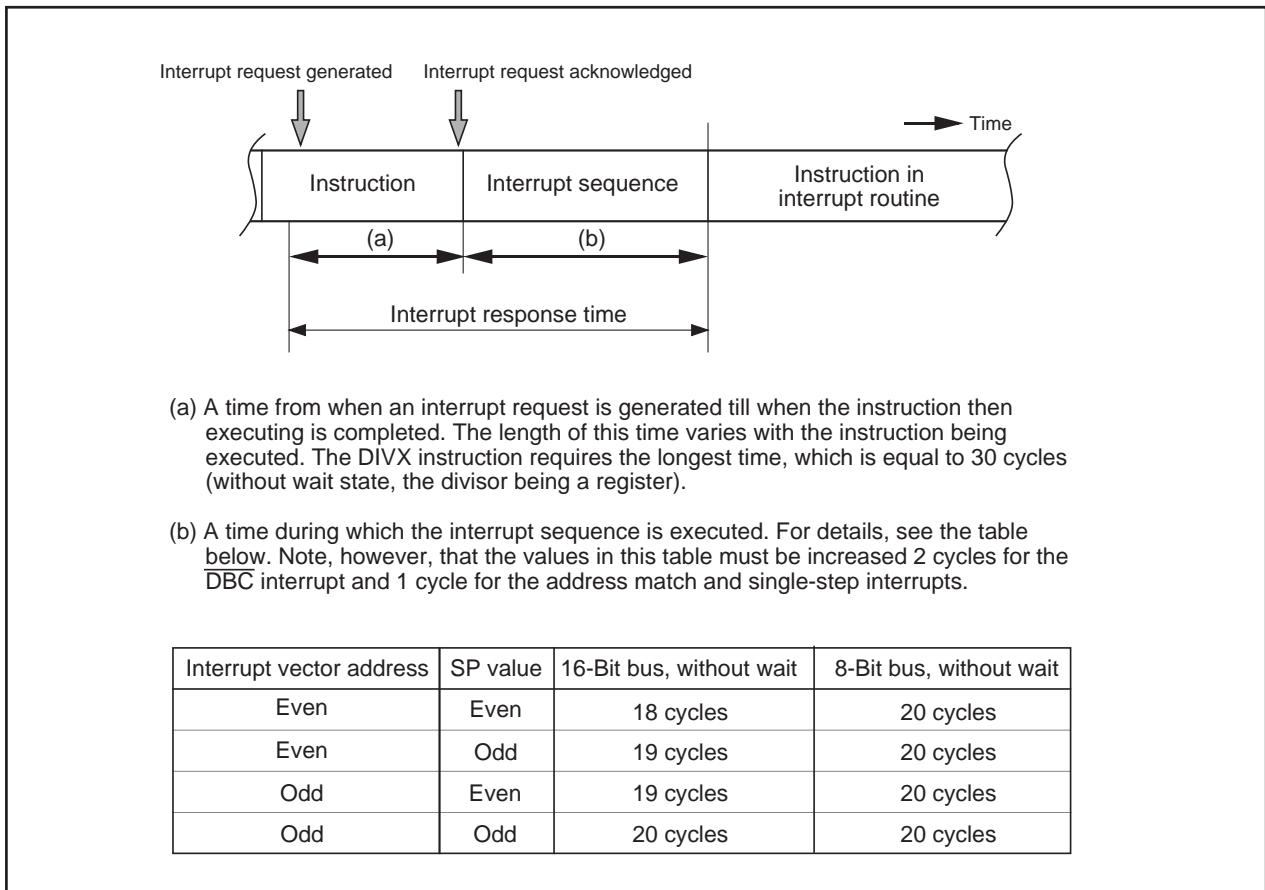 Interrupt request generated
Interrupt request acknowledged
Time
Instruction
Interrupt sequence
Instruction in
interrupt routine
(a)
(b)
Interrupt response time
(a) A time from when an interrupt request is generated till when the instruction then
executing is completed. The length of this time varies with the instruction being
executed. The DIVX instruction requires the longest time, which is equal to 30 cycles
(without wait state, the divisor being a register).
(b) A time during which the interrupt sequence is executed. For details, see the table
below. Note, however, that the values in this table must be increased 2 cycles for the
DBC interrupt and 1 cycle for the address match and single-step interrupts.
Interrupt vector address SP value 16-Bit bus, without wait 8-Bit bus, without wait
Even Even 18 cycles 20 cycles
Even Odd 19 cycles 20 cycles
Odd Even 19 cycles 20 cycles
Odd Odd 20 cycles 20 cycles